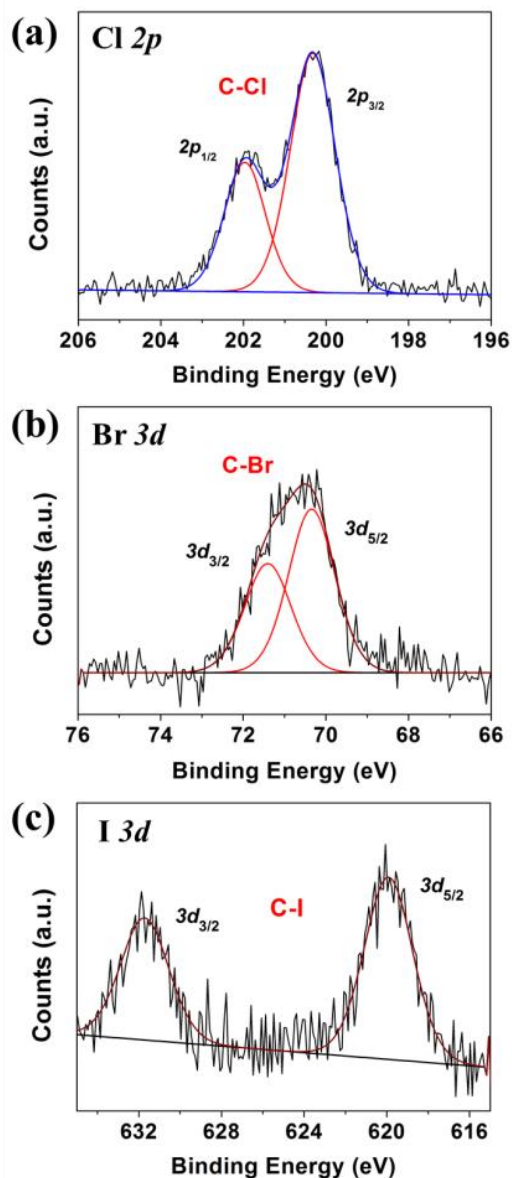 (a)
Cl 2p
C-Cl
2p3/2
2p1/2
Counts (a.u.)
206 204 202 200 198 196
Binding Energy (eV)
(b)
Br 3d
C-Br
3d3/2
3d5/2
Counts (a.u.)
76 74 72 70 68 66
Binding Energy (eV)
(c)
I 3d
3d5/2
3d3/2
C-I
Counts (a.u.)
632 628 624 620 616
Binding Energy (eV)